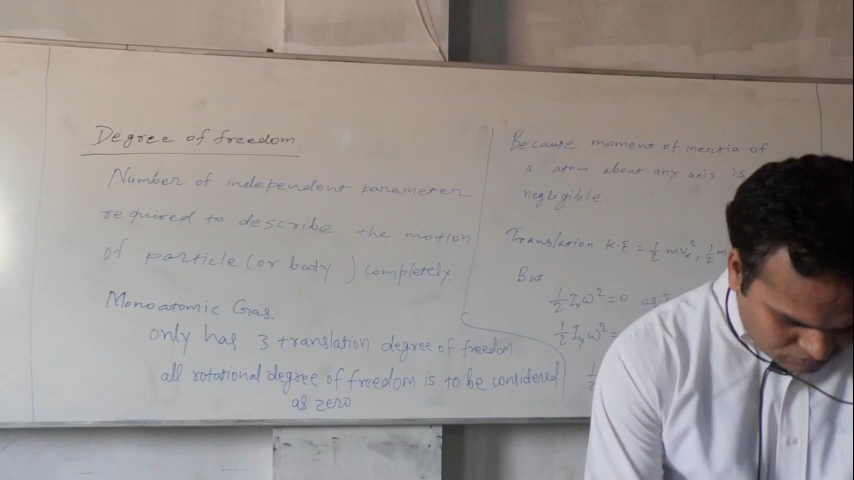 Degree of freedom
Number of independent parameter
required to describe the motion
of particle (or body ) completely.
Monoatomic Gas.
only has 3 translation degree of freedom
all rotational degree of freedom is to be considered
as zero
Because moment of inertia of
atom about any axis is
negligible.
Translation K.E = ½ mvₓ², ½ m
But
½ Iₓω² = 0 as
½ Iᵧω² =